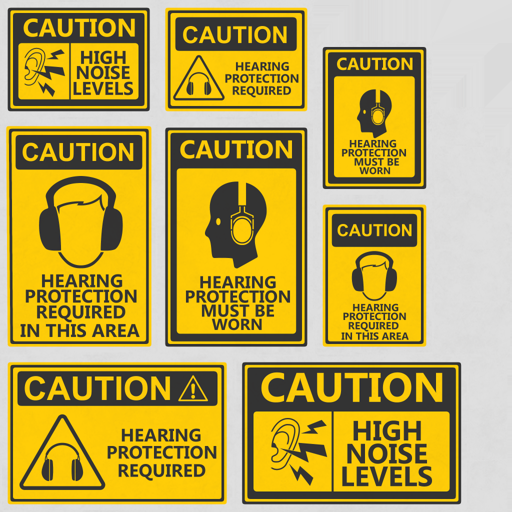 CAUTION
HIGH
NOISE
LEVELS
CAUTION
HEARING
PROTECTION
REQUIRED
CAUTION
HEARING
PROTECTION
MUST BE
WORN
CAUTION
HEARING
PROTECTION
REQUIRED
IN THIS AREA
CAUTION
HEARING
PROTECTION
MUST BE
WORN
CAUTION
HEARING
PROTECTION
REQUIRED
IN THIS AREA
CAUTION
HEARING
PROTECTION
REQUIRED
CAUTION
HIGH
NOISE
LEVELS